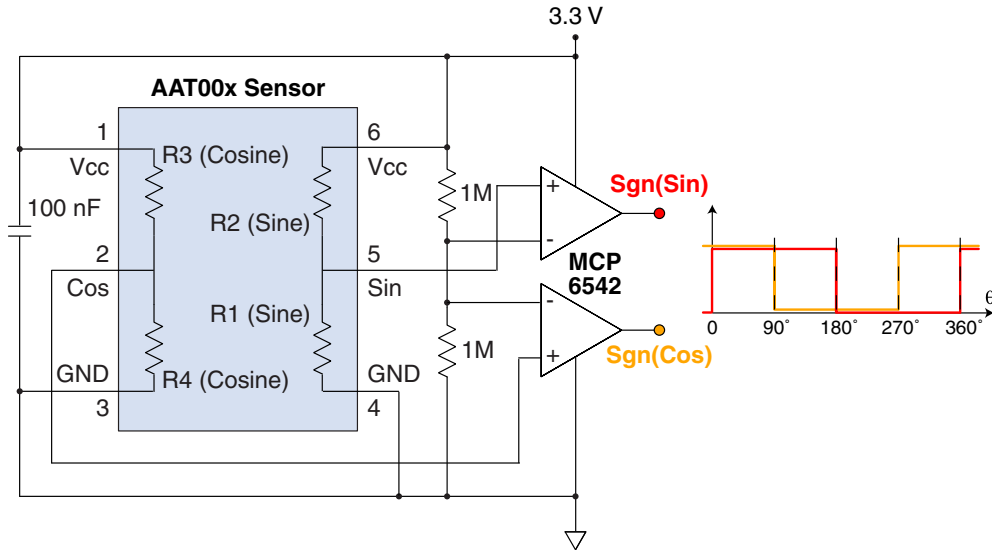 3.3 V
AAT00x Sensor
1
6
Vcc
R3 (Cosine)
Vcc
1M
Sgn(Sin)
+
100 nF
R2 (Sine)
-
2
5
MCP
6542
Cos
Sin
-
R1 (Sine)
1M
+
Sgn(Cos)
GND
R4 (Cosine)
GND
3
4
θ
0
90°
180°
270°
360°